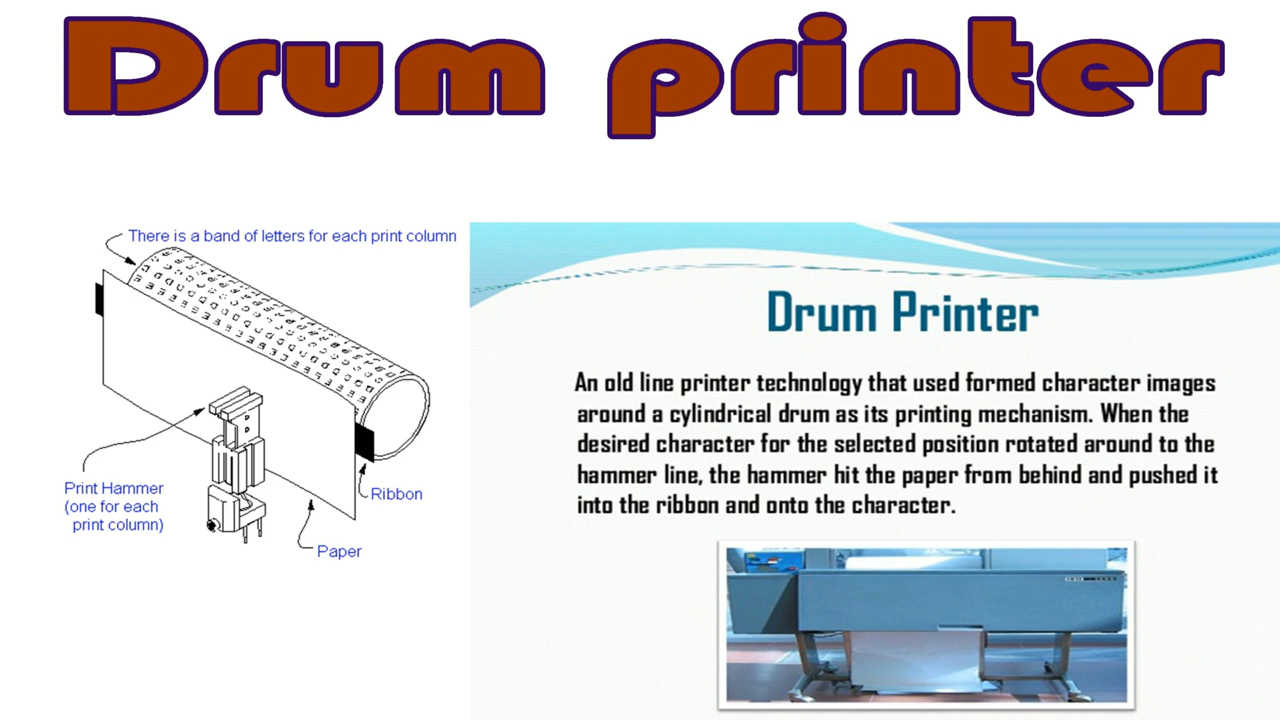 Drum printer
There is a band of letters for each print column
Print Hammer
(one for each
print column)
Ribbon
Paper
Drum Printer
An old line printer technology that used formed character images
around a cylindrical drum as its printing mechanism. When the
desired character for the selected position rotated around to the
hammer line, the hammer hit the paper from behind and pushed it
into the ribbon and onto the character.